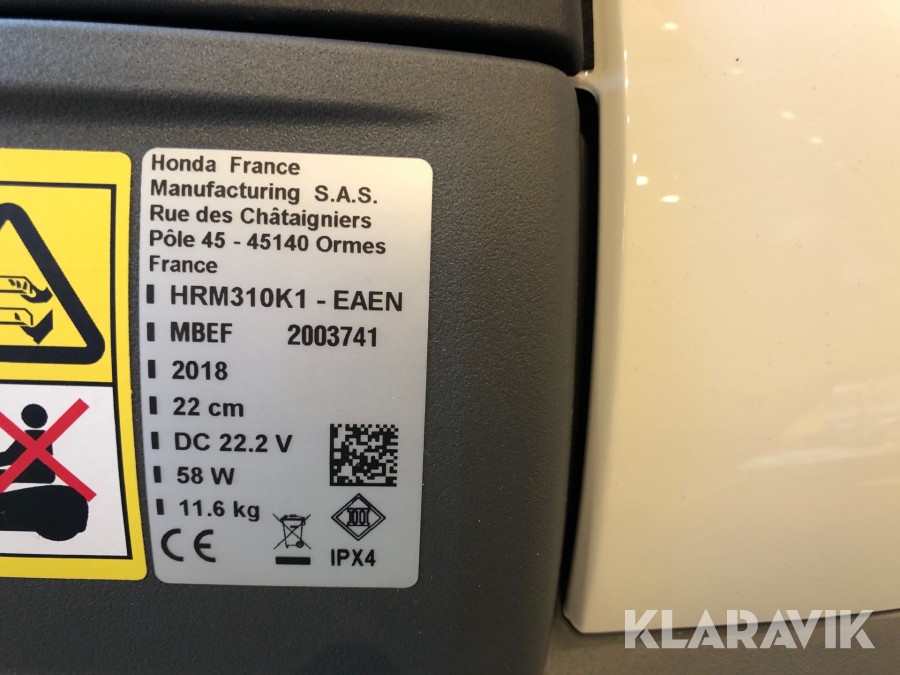 Honda France
Manufacturing S.A.S.
Rue des Châtaigniers
Pôle 45 - 45140 Ormes
France
HRM310K1 - EAEN
MBEF 2003741
2018
22 cm
DC 22.2 V
58 W
11.6 kg
CE
III
IPX4
KLARAVIK